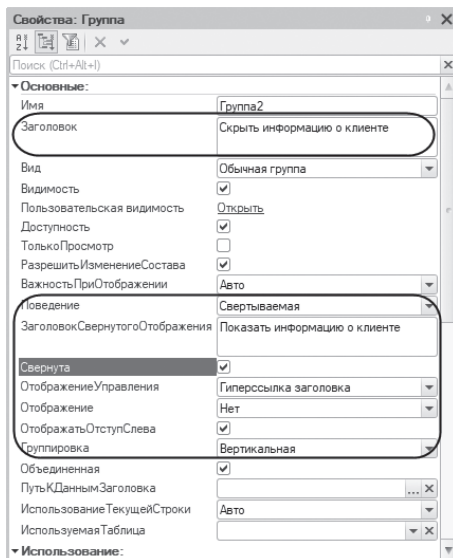 Свойства: Группа
Поиск (Ctrl+Alt+I)
Основные:
Имя Группа2
Заголовок Скрыть информацию о клиенте
Вид Обычная группа
Видимость
Пользовательская видимость Открыть
Доступность
ТолькоПросмотр
РазрешитьИзменениеСостава
ВажностьПриОтображении Авто
Поведение Свертываемая
ЗаголовокСвернутогоОтображения Показать информацию о клиенте
Свернута
ОтображениеУправления Гиперссылка заголовка
Отображение Нет
ОтображатьОтступСлева
Группировка Вертикальная
Объединенная
ПутьКДаннымЗаголовка ...
ИспользованиеТекущейСтроки Авто
ИспользуемаяТаблица
Использование: